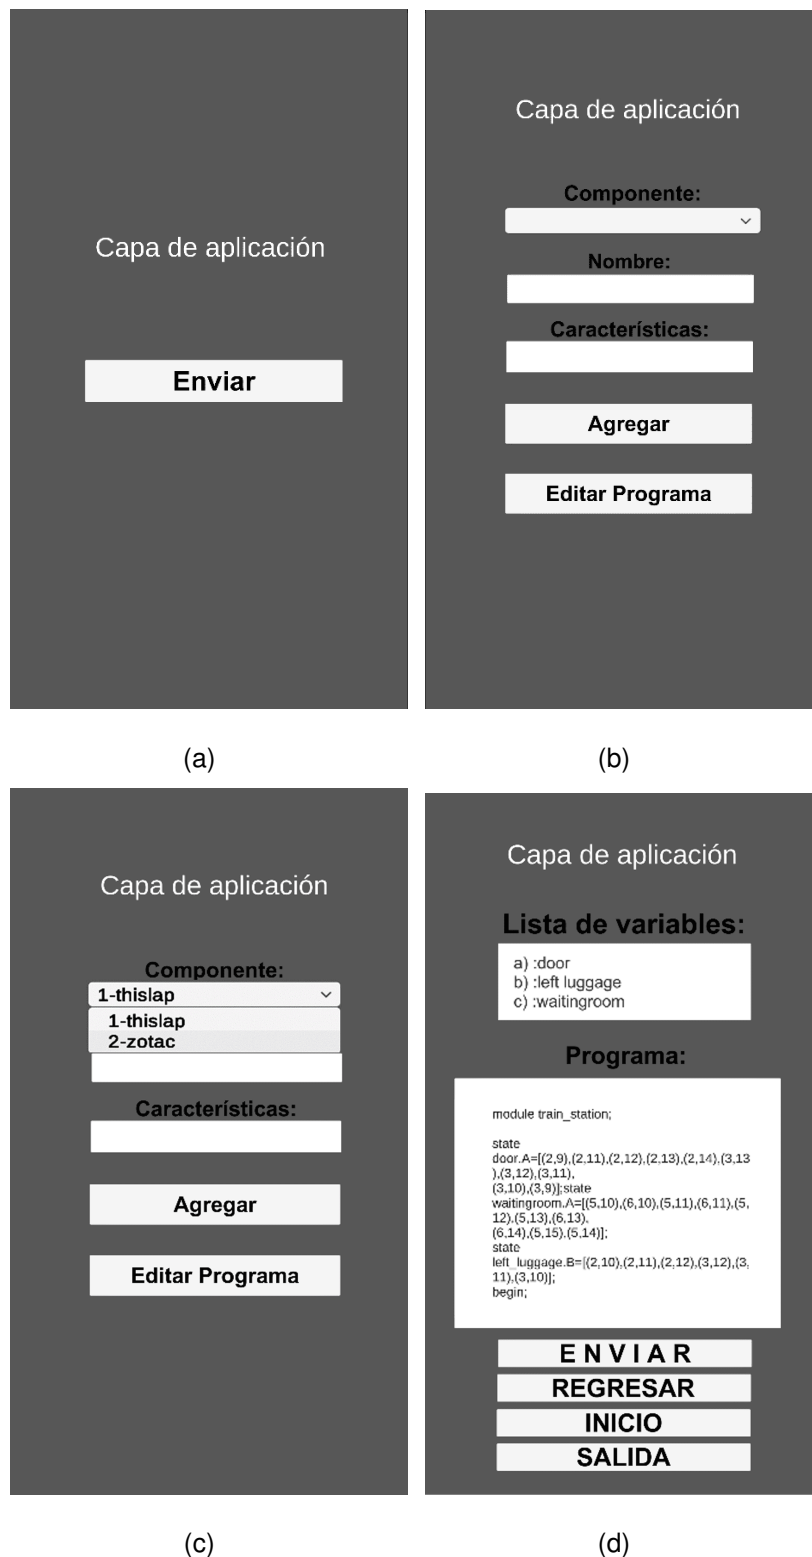 Capa de aplicación
Enviar
(a)
Capa de aplicación
Componente:
Nombre:
Características:
Agregar
Editar Programa
(b)
Capa de aplicación
Componente:
1-thislap
1-thislap
2-zotac
Características:
Agregar
Editar Programa
(c)
Capa de aplicación
Lista de variables:
a) :door
b) :left luggage
c) :waitingroom
Programa:
module train_station;
state
door.A=[(2,9),(2,11),(2,12),(2,13),(2,14),(3,13
),(3,12),(3,11),
(3,10),(3,9)];state
waitingroom.A=[(5,10),(6,10),(5,11),(6,11),(5,
12),(5,13),(6,13),
(6,14),(5,15),(5,14)];
state
left_luggage.B=[(2,10),(2,11),(2,12),(3,12),(3,
11),(3,10)];
begin;
E N V I A R
REGRESAR
INICIO
SALIDA
(d)